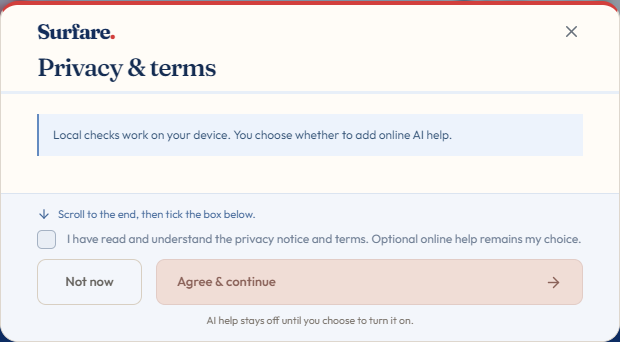 Surfare.
Privacy & terms
Local checks work on your device. You choose whether to add online AI help.
Scroll to the end, then tick the box below.
I have read and understand the privacy notice and terms. Optional online help remains my choice.
Not now
Agree & continue
AI help stays off until you choose to turn it on.